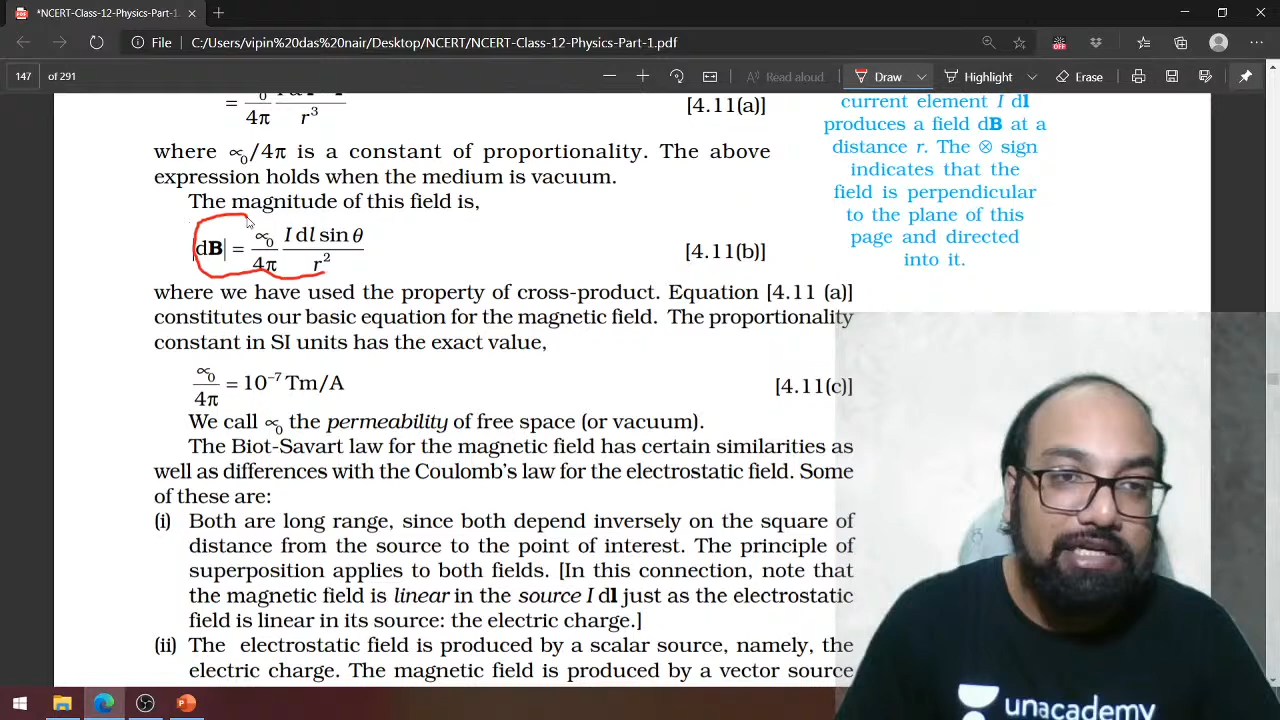 *NCERT-Class-12-Physics-Part-1.
File
C:/Users/vipin%20das%20nair/Desktop/NCERT/NCERT-Class-12-Physics-Part-1.pdf
OFF
147 of 291
Read aloud
Draw
Highlight
Erase
= ∝0/4π r³ [4.11(a)]
where ∝0/4π is a constant of proportionality. The above
expression holds when the medium is vacuum.
The magnitude of this field is,
|dB| = ∝0/4π I dl sin θ/r² [4.11(b)]
where we have used the property of cross-product. Equation [4.11 (a)]
constitutes our basic equation for the magnetic field. The proportionality
constant in SI units has the exact value,
∝0/4π = 10⁻⁷ Tm/A [4.11(c)]
We call ∝0 the permeability of free space (or vacuum).
The Biot-Savart law for the magnetic field has certain similarities as
well as differences with the Coulomb's law for the electrostatic field. Some
of these are:
(i) Both are long range, since both depend inversely on the square of
distance from the source to the point of interest. The principle of
superposition applies to both fields. [In this connection, note that
the magnetic field is linear in the source I dl just as the electrostatic
field is linear in its source: the electric charge.]
(ii) The electrostatic field is produced by a scalar source, namely, the
electric charge. The magnetic field is produced by a vector source
current element I dl
produces a field dB at a
distance r. The ⊗ sign
indicates that the
field is perpendicular
to the plane of this
page and directed
into it.
unacademy